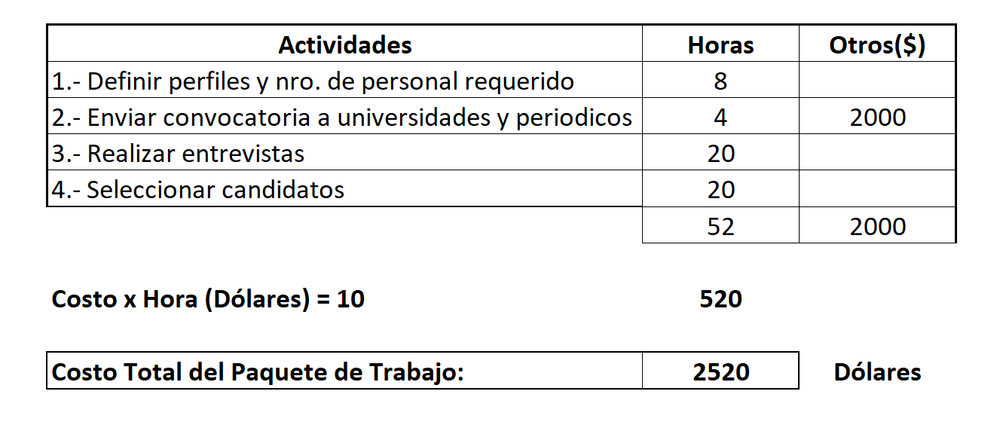 Actividades Horas Otros($)
1.- Definir perfiles y nro. de personal requerido 8
2.- Enviar convocatoria a universidades y periodicos 4 2000
3.- Realizar entrevistas 20
4.- Seleccionar candidatos 20
52 2000
Costo x Hora (Dólares) = 10 520
Costo Total del Paquete de Trabajo: 2520 Dólares